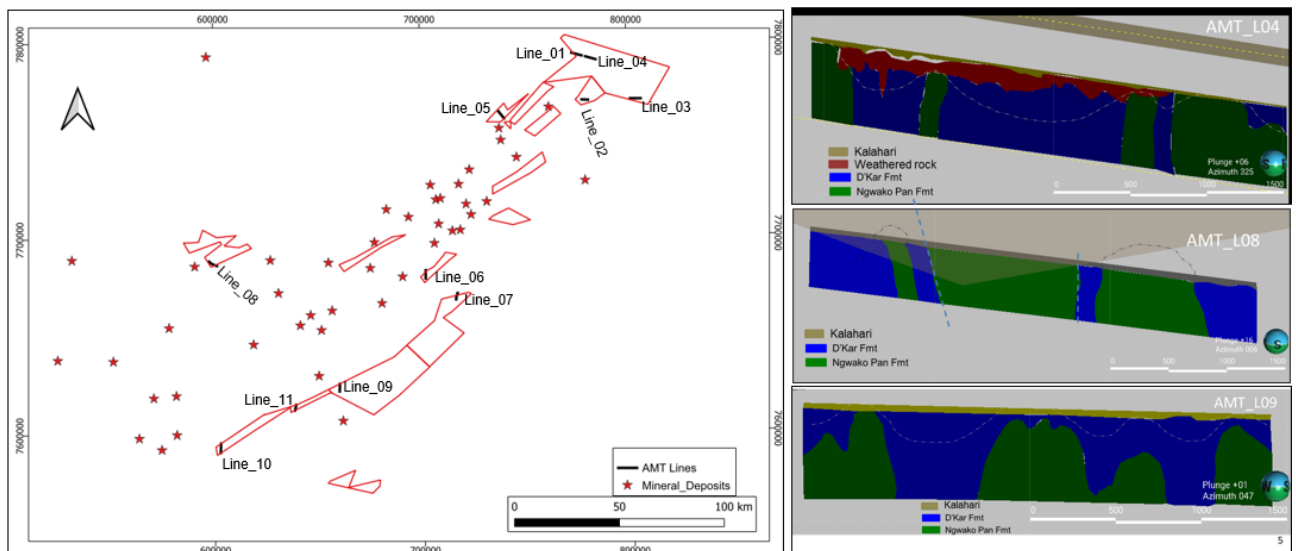 600000
700000
800000
7800000
7800000
Line_01
Line_04
Line_05
Line_03
Line_02
7700000
7700000
Line_08
Line_06
Line_07
Line_09
Line_11
7600000
7600000
Line_10
AMT Lines
Mineral_Deposits
0 50 100 km
600000
700000
800000
AMT_L04
Kalahari
Weathered rock
D'Kar Fmt
Ngwako Pan Fmt
Plunge +06
Azimuth 325
0 500 1000 1500
AMT_L08
Kalahari
D'Kar Fmt
Ngwako Pan Fmt
Plunge +16
Azimuth 006
S
0 500 1000 1500
AMT_L09
Plunge +01
Azimuth 047
Kalahari
D'Kar Fmt
Ngwako Pan Fmt
0 500 1000 1500
5